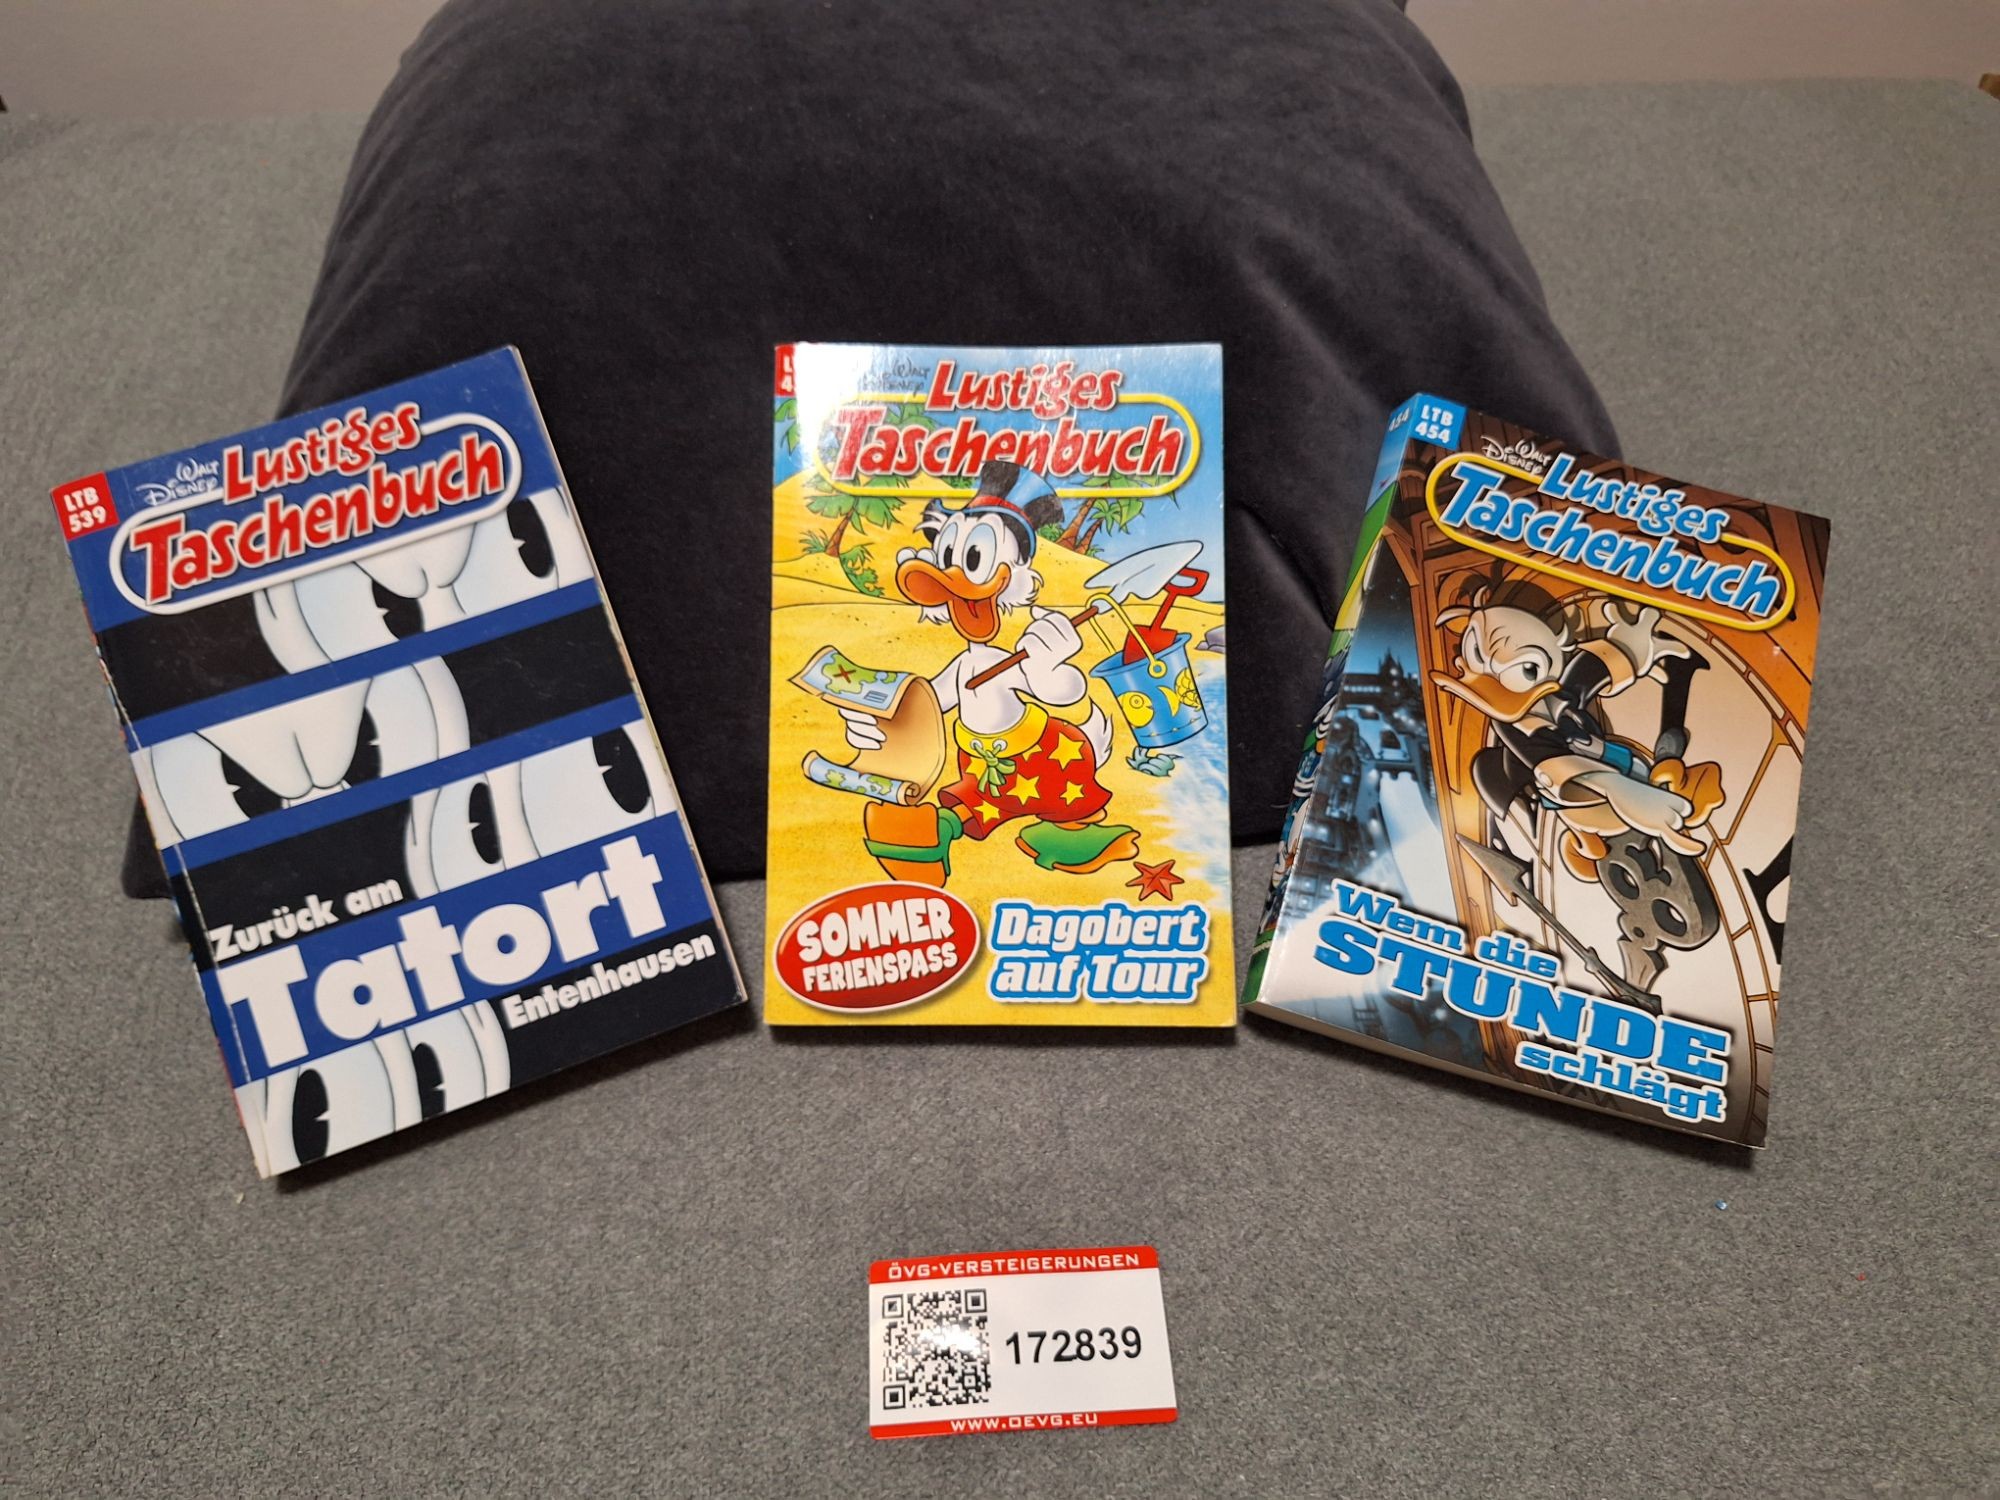 LTB
539
WALT
DISNEY
Lustiges
Taschenbuch
Zurück am
Tatort
Entenhausen
WALT
DISNEY
Lustiges
Taschenbuch
SOMMER
FERIENSPASS
Dagobert
auf Tour
454
LTB
454
WALT
DISNEY
Lustiges
Taschenbuch
Wem die
STUNDE
schlägt
ÖVG-VERSTEIGERUNGEN
172839
WWW.OEVG.EU